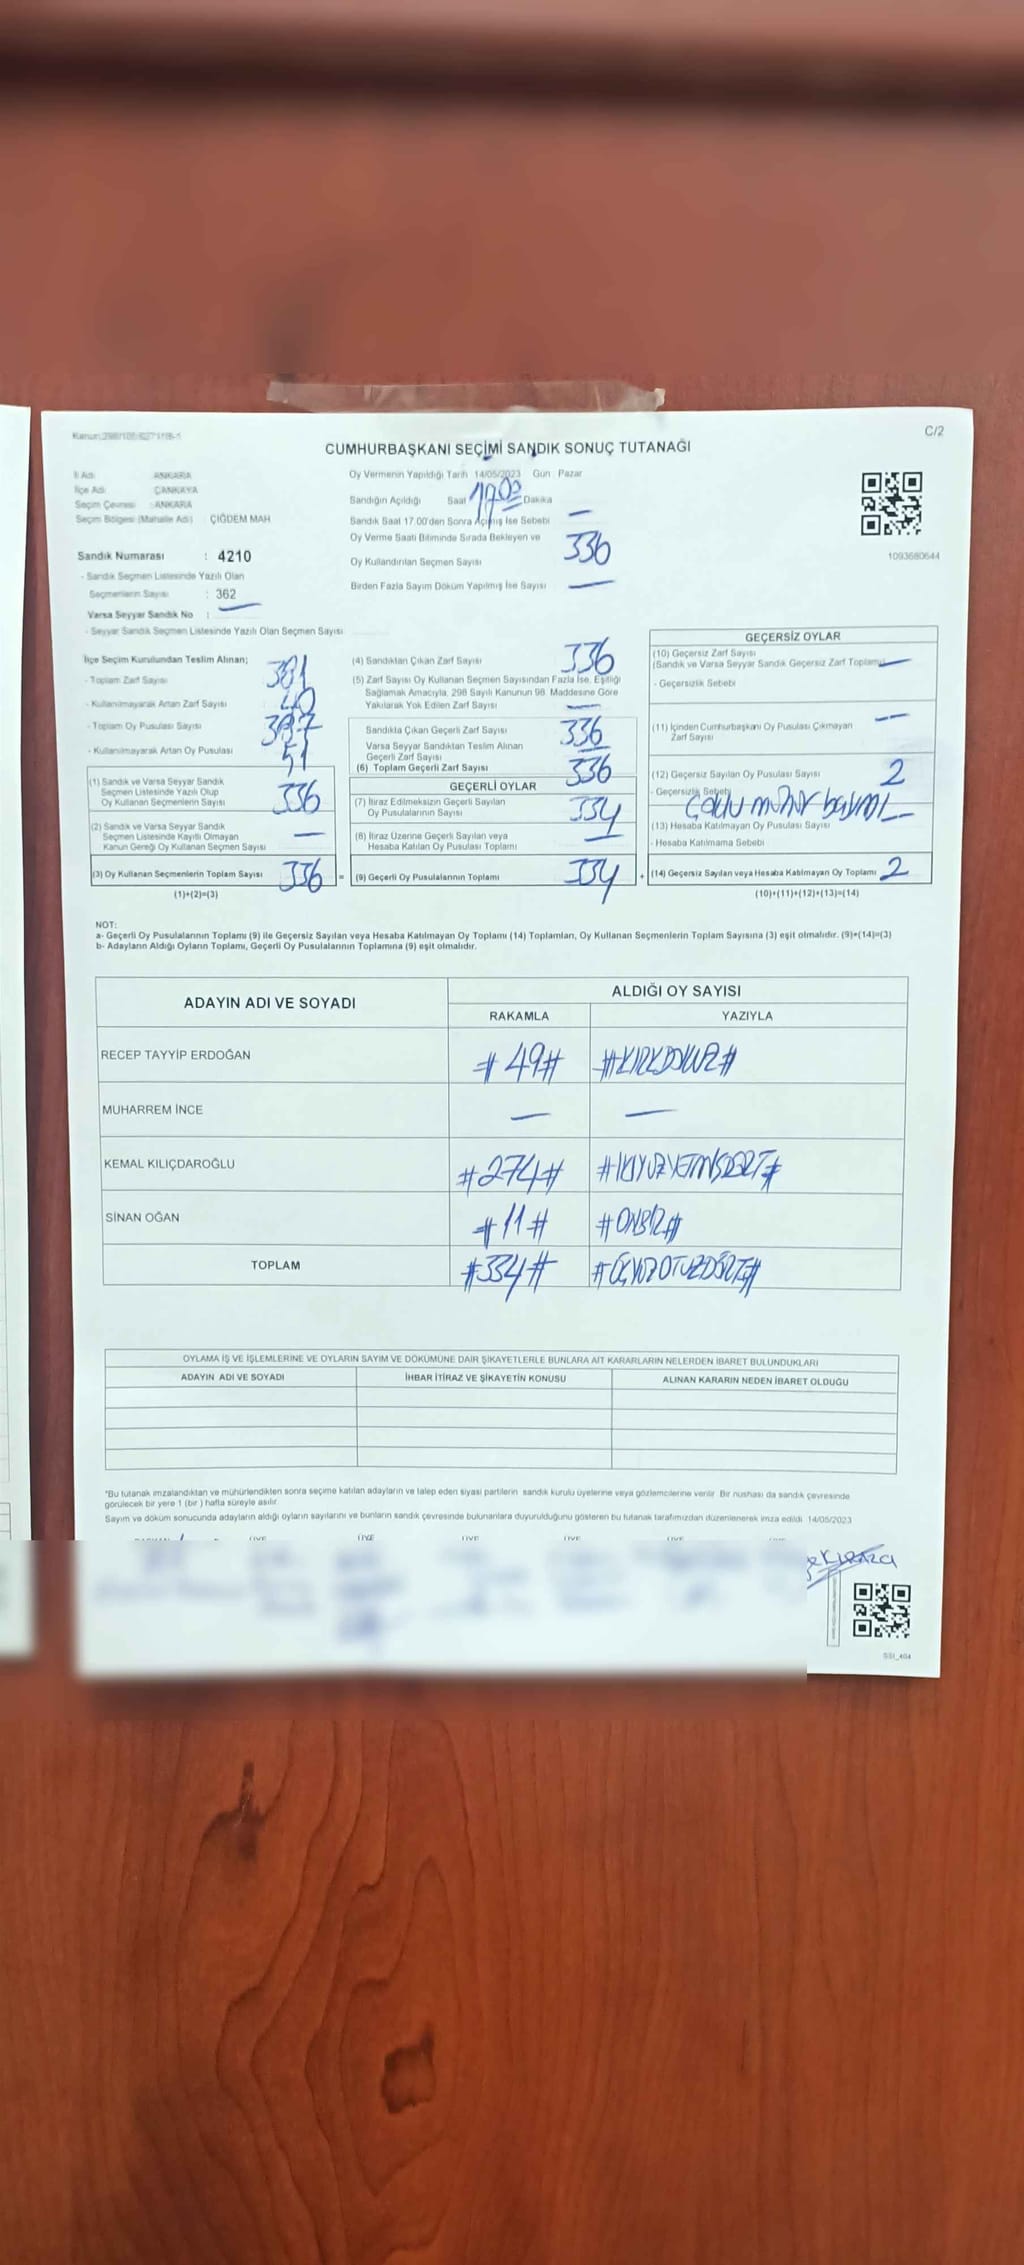 C/2
CUMHURBAŞKANI SEÇİMİ SANDIK SONUÇ TUTANAĞI
İl Adı : ANKARA
İlçe Adı : ÇANKAYA
Seçim Çevresi : ANKARA
Seçim Bölgesi (Mahalle Adı) : ÇİĞDEM MAH
Sandık Numarası : 4210
- Sandık Seçmen Listesinde Yazılı Olan
Seçmenlerin Sayısı : 362
Varsa Seyyar Sandık No : —
- Seyyar Sandık Seçmen Listesinde Yazılı Olan Seçmen Sayısı
Oy Vermenin Yapıldığı Tarih 14/05/2023 Gün : Pazar
Sandığın Açıldığı Saat 17.00 Dakika
Sandık Saat 17.00'den Sonra Açılmış İse Sebebi —
Oy Verme Saati Bitiminde Sırada Bekleyen ve
Oy Kullandırılan Seçmen Sayısı 336
Birden Fazla Sayım Döküm Yapılmış İse Sayısı —
1093680644
İlçe Seçim Kurulundan Teslim Alınan;
- Toplam Zarf Sayısı 381
- Kullanılmayarak Artan Zarf Sayısı
- Toplam Oy Pusulası Sayısı
- Kullanılmayarak Artan Oy Pusulası 51
(1) Sandık ve Varsa Seyyar Sandık
Seçmen Listesinde Yazılı Olup
Oy Kullanan Seçmenlerin Sayısı 336
(2) Sandık ve Varsa Seyyar Sandık
Seçmen Listesinde Kayıtlı Olmayan
Kanun Gereği Oy Kullanan Seçmen Sayısı —
(3) Oy Kullanan Seçmenlerin Toplam Sayısı 336 =
(1)+(2)=(3)
(4) Sandıktan Çıkan Zarf Sayısı 336
(5) Zarf Sayısı Oy Kullanan Seçmen Sayısından Fazla İse, Eşitliği
Sağlamak Amacıyla, 298 Sayılı Kanunun 98. Maddesine Göre
Yakılarak Yok Edilen Zarf Sayısı —
Sandıkta Çıkan Geçerli Zarf Sayısı 336
Varsa Seyyar Sandıktan Teslim Alınan
Geçerli Zarf Sayısı —
(6) Toplam Geçerli Zarf Sayısı 336
GEÇERLİ OYLAR
(7) İtiraz Edilmeksizin Geçerli Sayılan
Oy Pusulalarının Sayısı 334
(8) İtiraz Üzerine Geçerli Sayılan veya
Hesaba Katılan Oy Pusulası Toplamı —
(9) Geçerli Oy Pusulalarının Toplamı 334 +
GEÇERSİZ OYLAR
(10) Geçersiz Zarf Sayısı
(Sandık ve Varsa Seyyar Sandık Geçersiz Zarf Toplamı) —
- Geçersizlik Sebebi
(11) İçinden Cumhurbaşkanı Oy Pusulası Çıkmayan
Zarf Sayısı —
(12) Geçersiz Sayılan Oy Pusulası Sayısı 2
- Geçersizlik Sebebi Çoklu mühür
(13) Hesaba Katılmayan Oy Pusulası Sayısı —
- Hesaba Katılmama Sebebi
(14) Geçersiz Sayılan veya Hesaba Katılmayan Oy Toplamı 2
(10)+(11)+(12)+(13)=(14)
NOT:
a- Geçerli Oy Pusulalarının Toplamı (9) ile Geçersiz Sayılan veya Hesaba Katılmayan Oy Toplamı (14) Toplamları, Oy Kullanan Seçmenlerin Toplam Sayısına (3) eşit olmalıdır. (9)+(14)=(3)
b- Adayların Aldığı Oyların Toplamı, Geçerli Oy Pusulalarının Toplamına (9) eşit olmalıdır.
ADAYIN ADI VE SOYADI ALDIĞI OY SAYISI
RAKAMLA YAZIYLA
RECEP TAYYİP ERDOĞAN #49# #KIRKDOKUZ#
MUHARREM İNCE — —
KEMAL KILIÇDAROĞLU #274# #İKİYÜZYETMİŞDÖRT#
SİNAN OĞAN #11# #ONBİR#
TOPLAM #334# #ÜÇYÜZOTUZDÖRT#
OYLAMA İŞ VE İŞLEMLERİNE VE OYLARIN SAYIM VE DÖKÜMÜNE DAİR ŞİKAYETLERLE BUNLARA AİT KARARLARIN NELERDEN İBARET BULUNDUKLARI
ADAYIN ADI VE SOYADI İHBAR İTİRAZ VE ŞİKAYETİN KONUSU ALINAN KARARIN NEDEN İBARET OLDUĞU
*Bu tutanak imzalandıktan ve mühürlendikten sonra seçime katılan adayların ve talep eden siyasi partilerin sandık kurulu üyelerine veya gözlemcilerine verilir. Bir nushası da sandık çevresinde
görülecek bir yere 1 (bir ) hafta süreyle asılır.
Sayım ve döküm sonucunda adayların aldığı oyların sayılarını ve bunların sandık çevresinde bulunanlara duyurulduğunu gösteren bu tutanak tarafımızdan düzenlenerek imza edildi. 14/05/2023
ÜYE ÜYE ÜYE ÜYE ÜYE